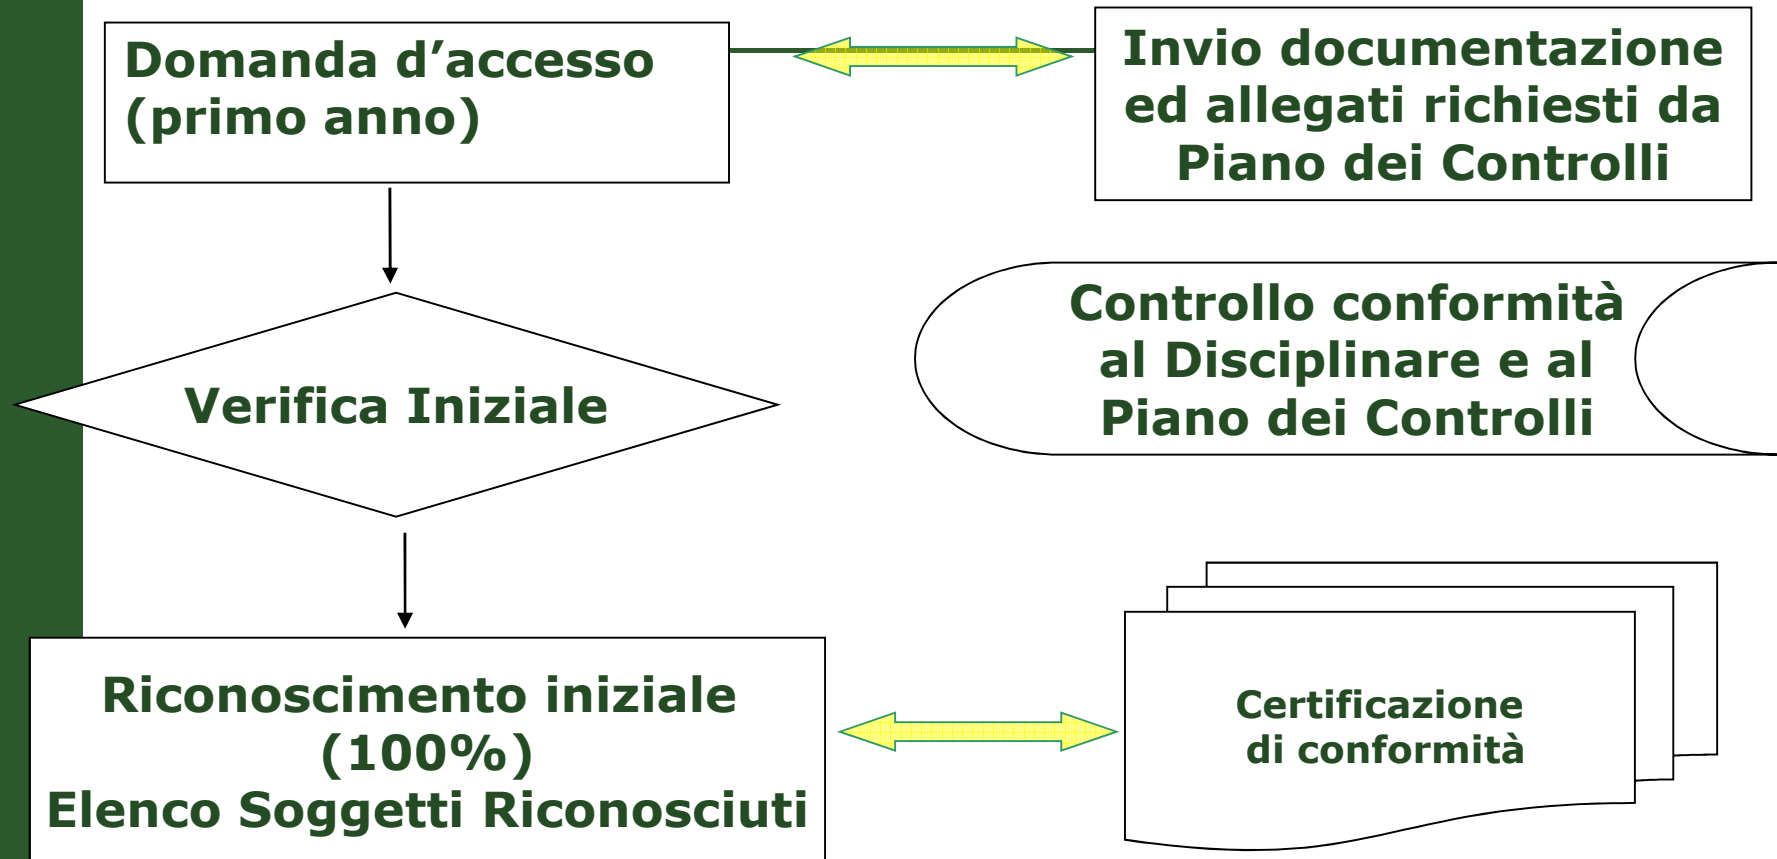 Domanda d’accesso
(primo anno)
Invio documentazione
ed allegati richiesti da
Piano dei Controlli
Controllo conformità
al Disciplinare e al
Piano dei Controlli
Verifica Iniziale
Riconoscimento iniziale
(100%)
Elenco Soggetti Riconosciuti
Certificazione
di conformità